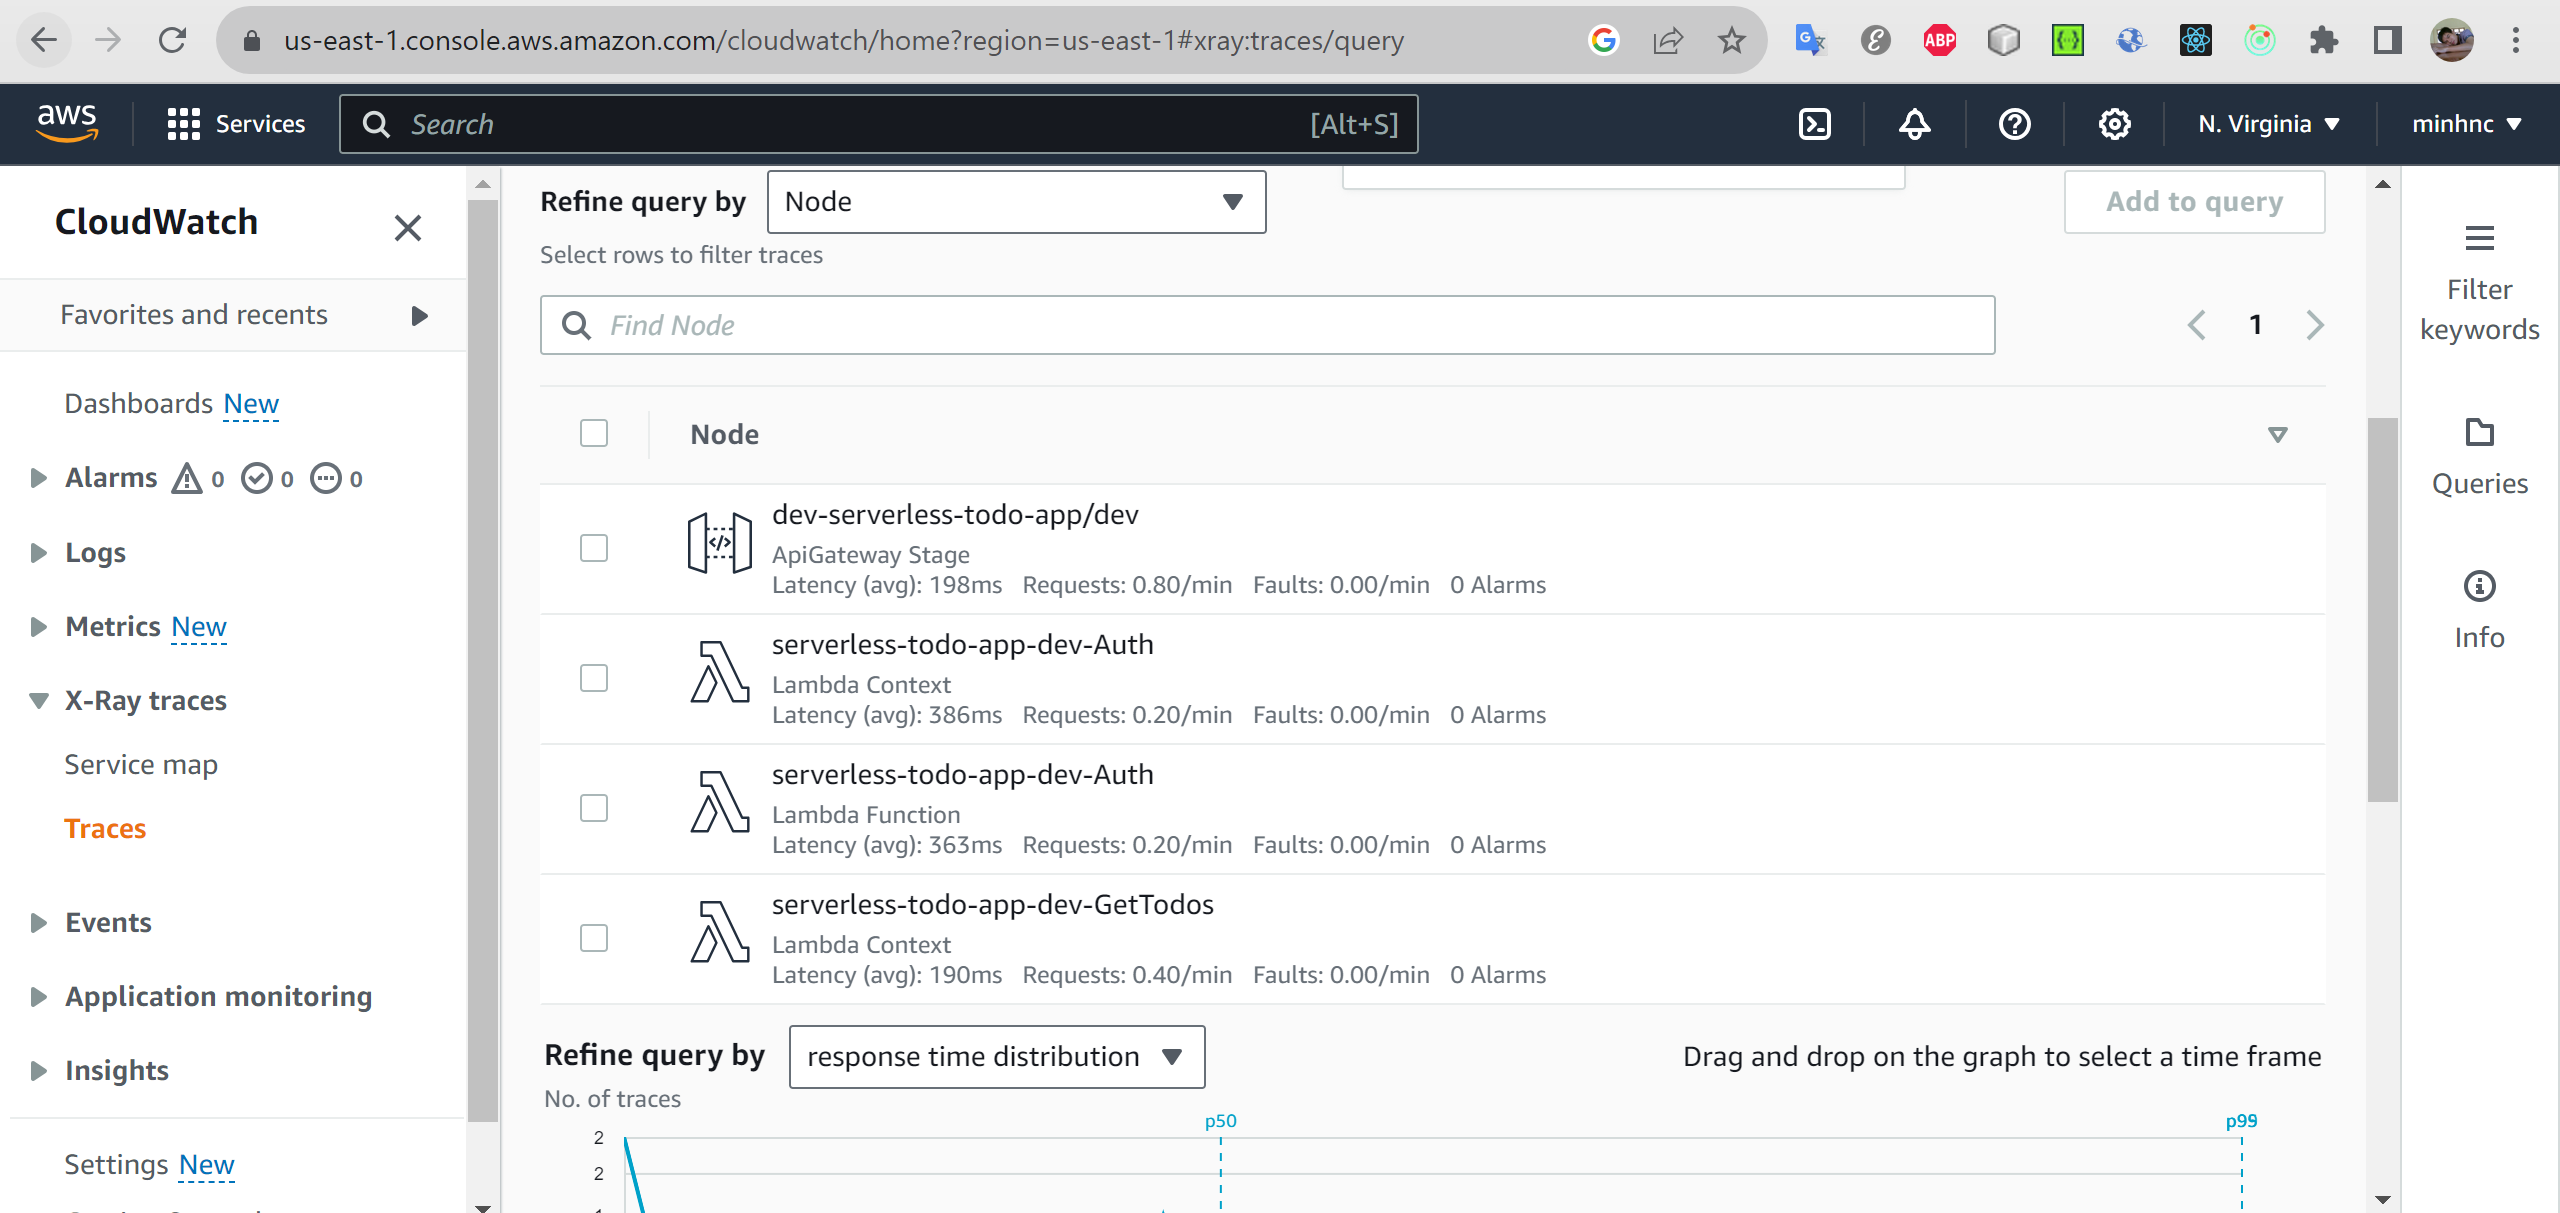 us-east-1.console.aws.amazon.com/cloudwatch/home?region=us-east-1#xray:traces/query
ABP
aws
Services
Search
[Alt+S]
N. Virginia
minhnc
CloudWatch
Favorites and recents
Dashboards New
Alarms 0 0 0
Logs
Metrics New
X-Ray traces
Service map
Traces
Events
Application monitoring
Insights
Settings New
Refine query by
Node
Add to query
Select rows to filter traces
Find Node
1
Node
dev-serverless-todo-app/dev
ApiGateway Stage
Latency (avg): 198ms Requests: 0.80/min Faults: 0.00/min 0 Alarms
serverless-todo-app-dev-Auth
Lambda Context
Latency (avg): 386ms Requests: 0.20/min Faults: 0.00/min 0 Alarms
serverless-todo-app-dev-Auth
Lambda Function
Latency (avg): 363ms Requests: 0.20/min Faults: 0.00/min 0 Alarms
serverless-todo-app-dev-GetTodos
Lambda Context
Latency (avg): 190ms Requests: 0.40/min Faults: 0.00/min 0 Alarms
Refine query by
response time distribution
Drag and drop on the graph to select a time frame
No. of traces
p50
p99
2
2
Filter
keywords
Queries
Info